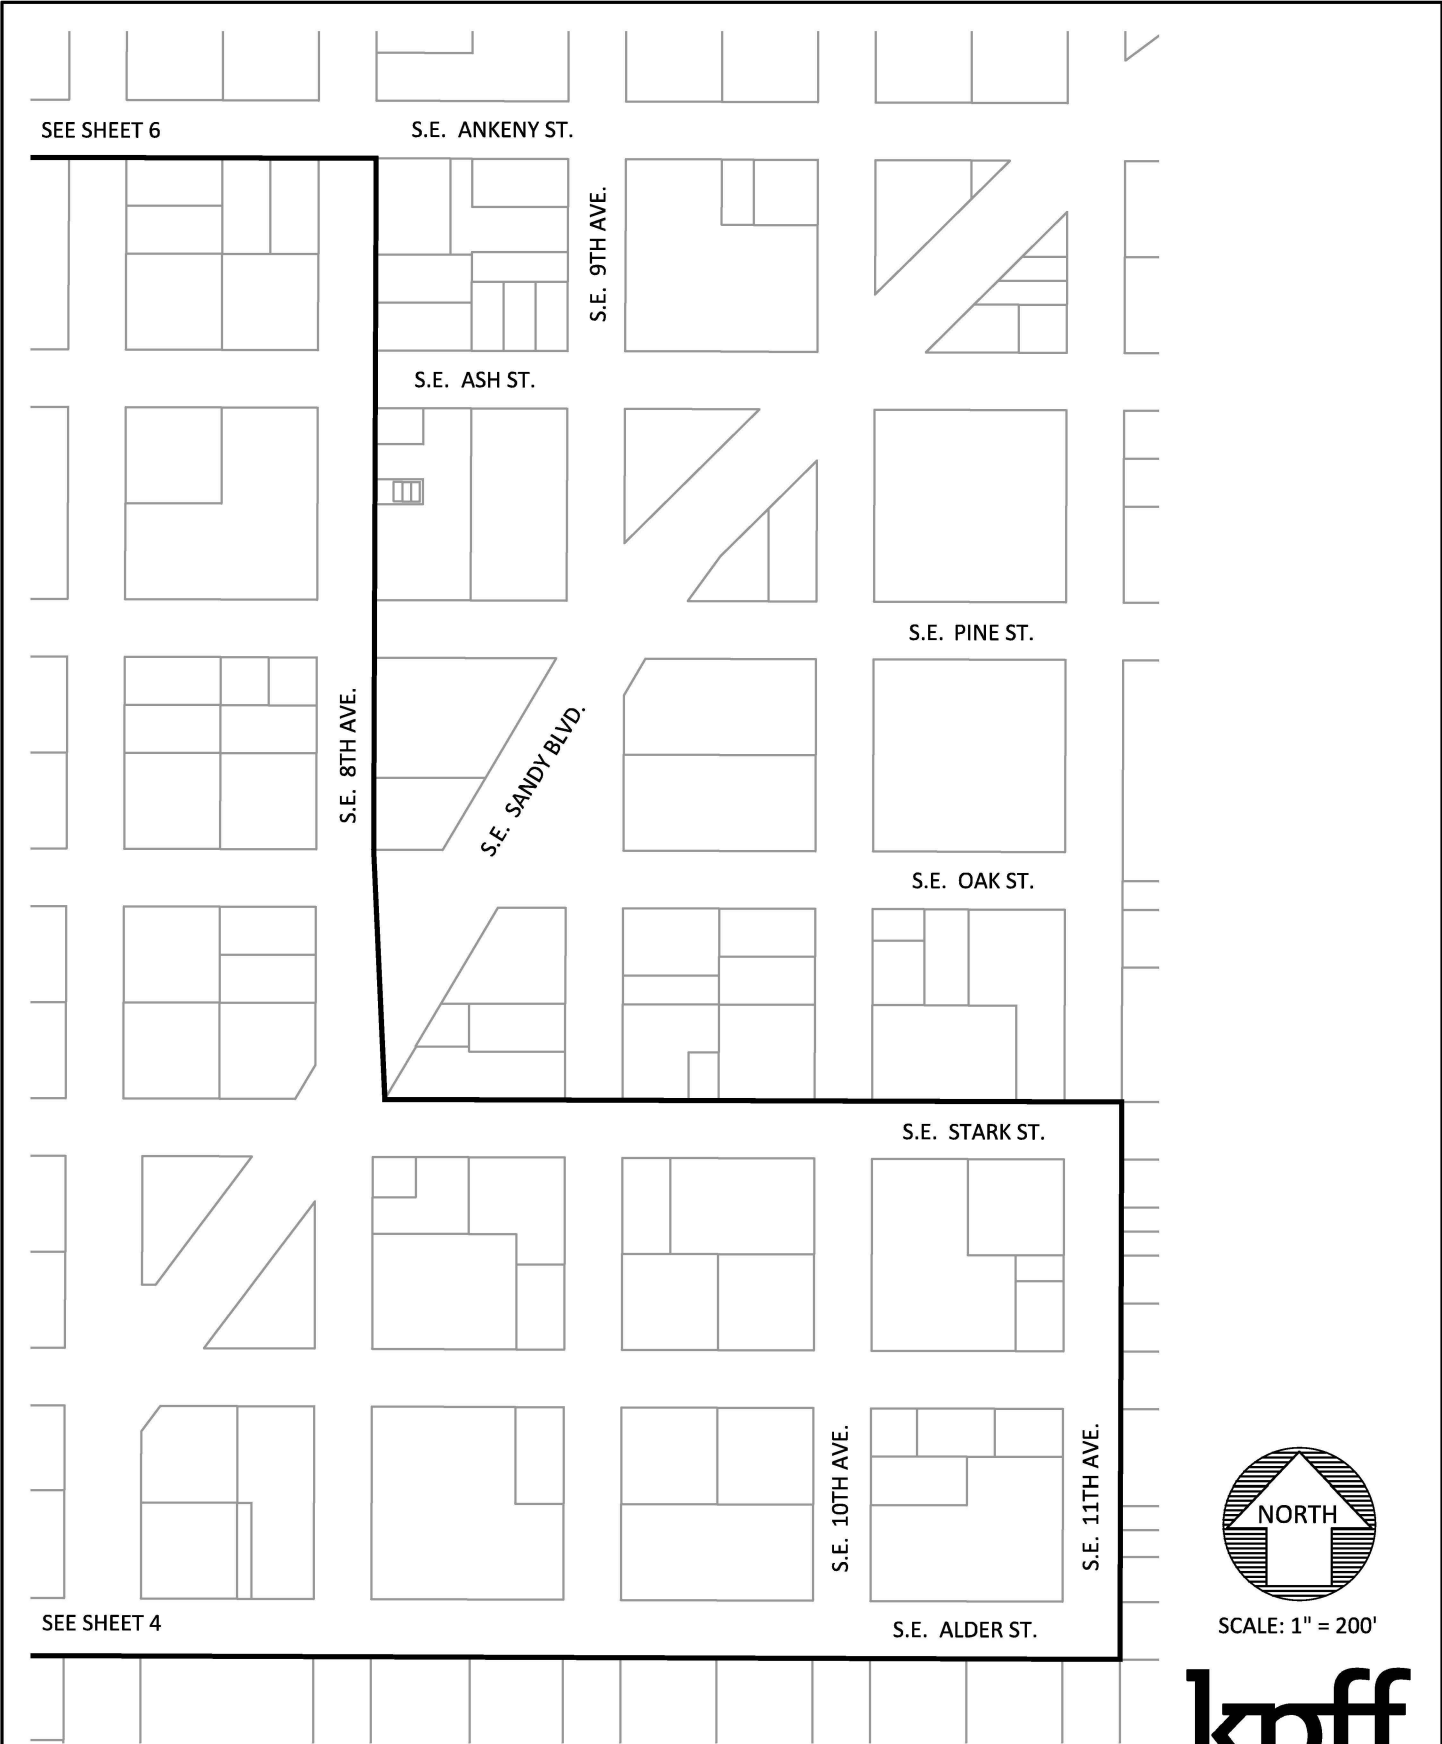 SEE SHEET 6
S.E. ANKENY ST.
S.E. 9TH AVE.
S.E. ASH ST.
S.E. PINE ST.
S.E. 8TH AVE.
S.E. SANDY BLVD.
S.E. OAK ST.
S.E. STARK ST.
S.E. 10TH AVE.
S.E. 11TH AVE.
NORTH
SEE SHEET 4
S.E. ALDER ST.
SCALE: 1" = 200'
kpff